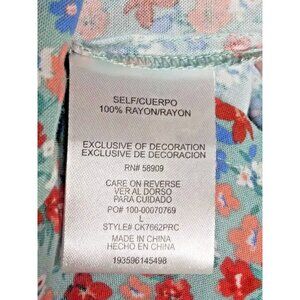 SELF/CUERPO
100% RAYON/RAYON
EXCLUSIVE OF DECORATION
EXCLUSIVE DE DECORACION
RN# 58909
CARE ON REVERSE
VER AL DORSO
PARA CUIDADO
PO# 100-00070769
L
STYLE# CK7662PRC
MADE IN CHINA
HECHO EN CHINA
193596145498